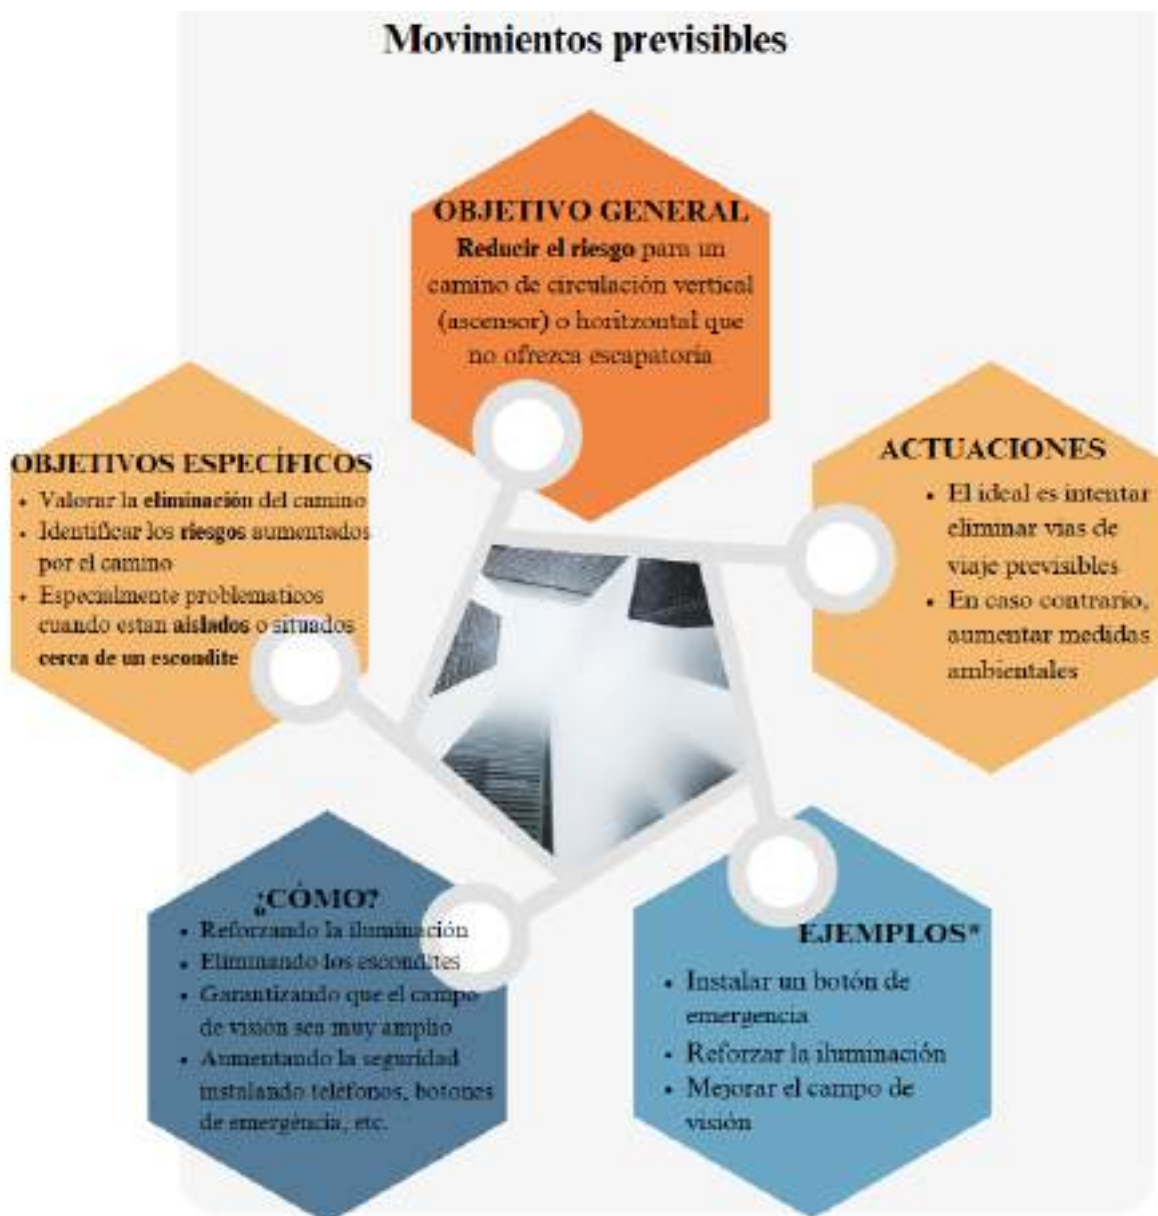 Movimientos previsibles
OBJETIVO GENERAL
Reducir el riesgo para un
camino de circulación vertical
(ascensor) o horitzontal que
no ofrezca escapatoria
OBJETIVOS ESPECÍFICOS
• Valorar la eliminación del camino
• Identificar los riesgos aumentados
por el camino
• Especialmente problematicos
cuando estan aislados o situados
cerca de un escondite
ACTUACIONES
• El ideal es intentar
eliminar vias de
viaje previsibles
• En caso contrario,
aumentar medidas
ambientales
¿CÓMO?
• Reforzando la iluminación
• Eliminando los escondites
• Garantizando que el campo
de visión sea muy amplio
• Aumentando la seguridad
instalando teléfonos, botones
de emergència, etc.
EJEMPLOS*
• Instalar un botón de
emergencia
• Reforzar la iluminación
• Mejorar el campo de
visión